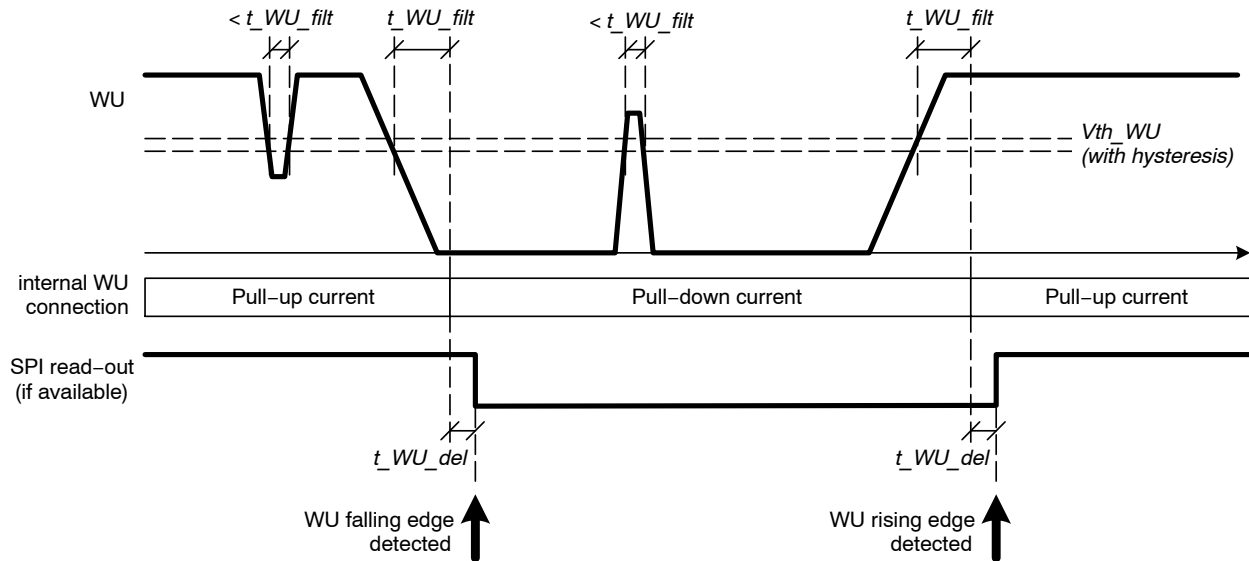 < t_WU_filt
t_WU_filt
< t_WU_filt
t_WU_filt
WU
Vth_WU
(with hysteresis)
internal WU
connection
Pull−up current
Pull−down current
Pull−up current
SPI read−out
(if available)
t_WU_del
t_WU_del
WU falling edge
detected
WU rising edge
detected